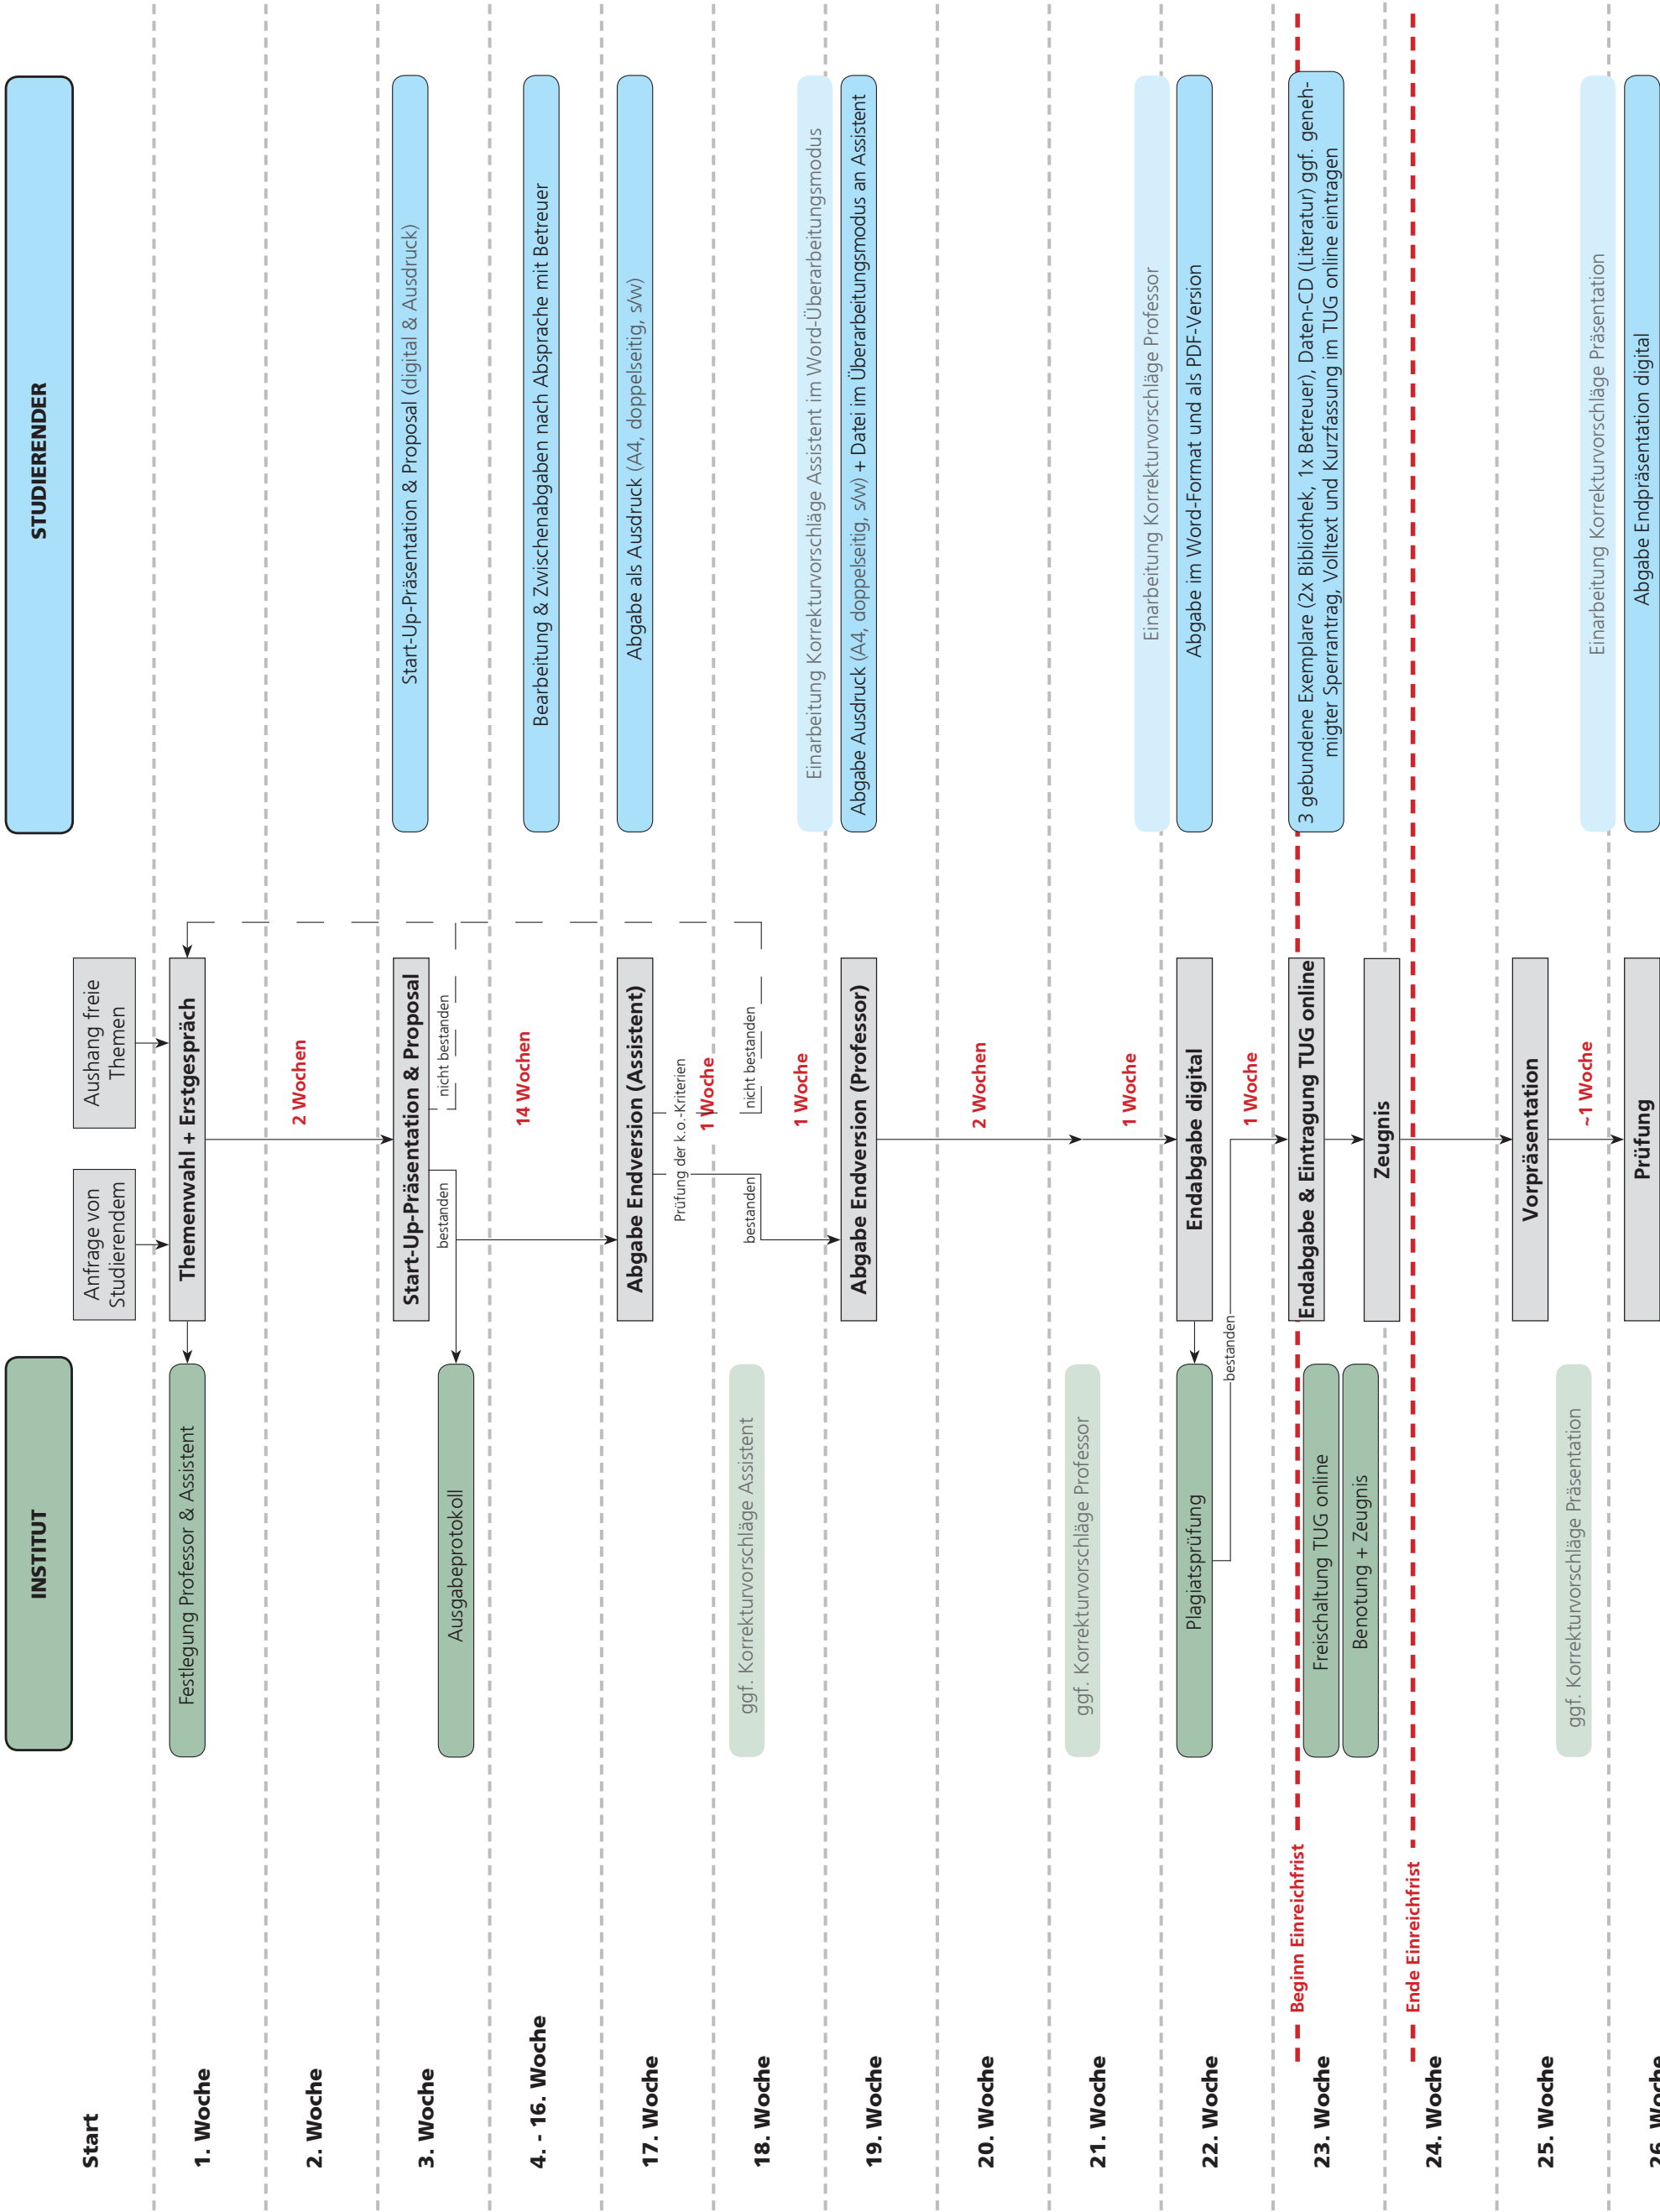 INSTITUT
STUDIERENDER
Start
Anfrage von
Studierendem
Aushang freie
Themen
1. Woche
Festlegung Professor & Assistent
Themenwahl + Erstgespräch
2. Woche
2 Wochen
3. Woche
Start-Up-Präsentation & Proposal
Start-Up-Präsentation & Proposal (digital & Ausdruck)
bestanden
nicht bestanden
Ausgabeprotokoll
4. - 16. Woche
14 Wochen
Bearbeitung & Zwischenabgaben nach Absprache mit Betreuer
17. Woche
Abgabe Endversion (Assistent)
Abgabe als Ausdruck (A4, doppelseitig, s/w)
Prüfung der k.o.-Kriterien
1 Woche
18. Woche
ggf. Korrekturvorschläge Assistent
bestanden
nicht bestanden
1 Woche
Einarbeitung Korrekturvorschläge Assistent im Word-Überarbeitungsmodus
19. Woche
Abgabe Endversion (Professor)
Abgabe Ausdruck (A4, doppelseitig, s/w) + Datei im Überarbeitungsmodus an Assistent
20. Woche
2 Wochen
21. Woche
ggf. Korrekturvorschläge Professor
1 Woche
Einarbeitung Korrekturvorschläge Professor
22. Woche
Plagiatsprüfung
Endabgabe digital
Abgabe im Word-Format und als PDF-Version
bestanden
1 Woche
Beginn Einreichfrist
23. Woche
Freischaltung TUG online
Endabgabe & Eintragung TUG online
3 gebundene Exemplare (2x Bibliothek, 1x Betreuer), Daten-CD (Literatur) ggf. geneh-
migter Sperrantrag, Volltext und Kurzfassung im TUG online eintragen
Benotung + Zeugnis
Zeugnis
Ende Einreichfrist
24. Woche
25. Woche
Vorpräsentation
ggf. Korrekturvorschläge Präsentation
~1 Woche
Einarbeitung Korrekturvorschläge Präsentation
26. Woche
Prüfung
Abgabe Endpräsentation digital